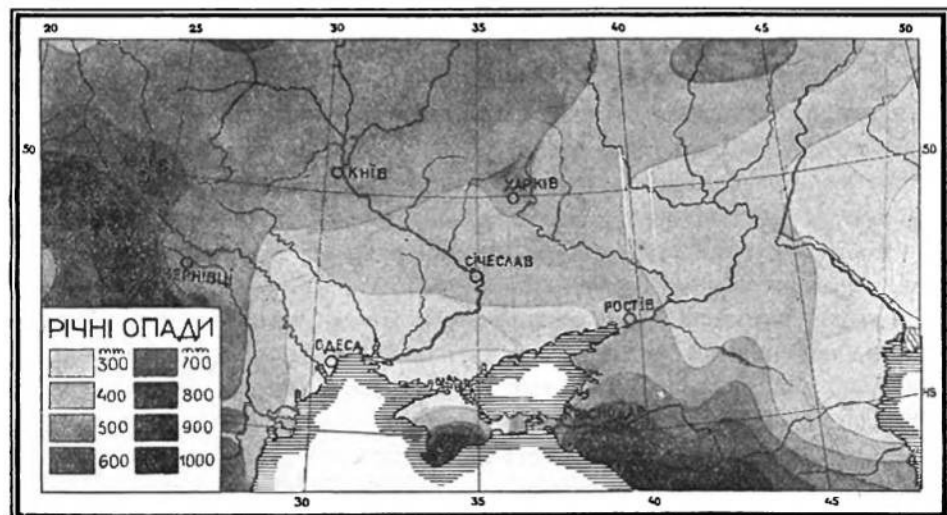 20 25 30 35 40 45 50
50 50
КИЇВ
ХАРКІВ
СІЧЕСЛАВ
ЧЕРНІВЦІ
РОСТІВ
РІЧНІ ОПАДИ
mm mm
300 700
400 800
500 900
600 1000
ОДЕСА
45
30 35 40 45